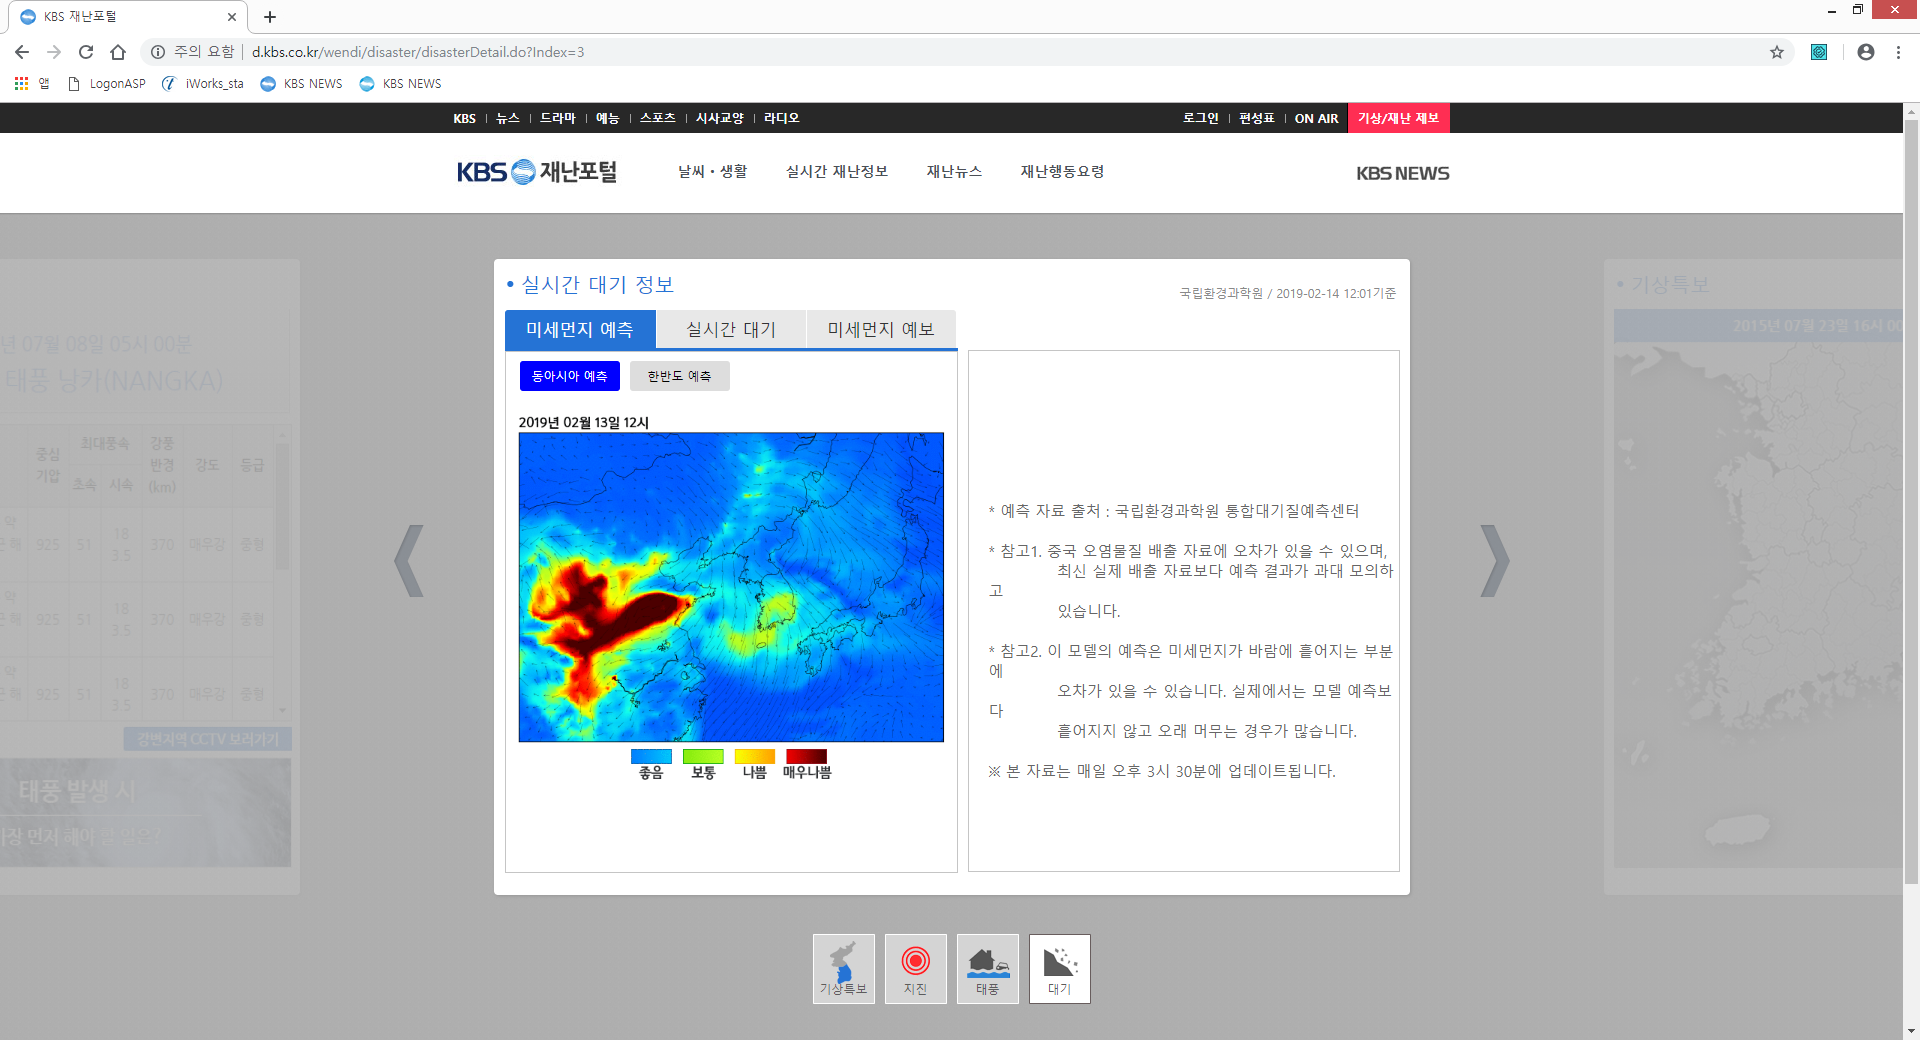 KBS 재난포털
주의 요함 | d.kbs.co.kr/wendi/disaster/disasterDetail.do?Index=3
앱 LogonASP iWorks_sta KBS NEWS KBS NEWS
KBS | 뉴스 | 드라마 | 예능 | 스포츠 | 시사교양 | 라디오
로그인 | 편성표 | ON AIR 기상/재난 제보
KBS 재난포털
날씨·생활 실시간 재난정보 재난뉴스 재난행동요령
KBS NEWS
년 07월 08일 05시 00분
태풍 낭카(NANGKA)
중심 기압 최대풍속 초속 시속 강풍 반경 (km) 강도 등급
925 51 18 3.5 370 매우강 중형
925 51 18 3.5 370 매우강 중형
925 51 18 3.5 370 매우강 중형
강변지역 CCTV 보러가기
태풍 발생 시
가장 먼저 해야 할 일은?
• 실시간 대기 정보
국립환경과학원 / 2019-02-14 12:01기준
미세먼지 예측 실시간 대기 미세먼지 예보
동아시아 예측 한반도 예측
2019년 02월 13일 12시
좋음 보통 나쁨 매우나쁨
* 예측 자료 출처 : 국립환경과학원 통합대기질예측센터
* 참고1. 중국 오염물질 배출 자료에 오차가 있을 수 있으며,
최신 실제 배출 자료보다 예측 결과가 과대 모의하
고
있습니다.
* 참고2. 이 모델의 예측은 미세먼지가 바람에 흩어지는 부분
에
오차가 있을 수 있습니다. 실제에서는 모델 예측보
다
흩어지지 않고 오래 머무는 경우가 많습니다.
※ 본 자료는 매일 오후 3시 30분에 업데이트됩니다.
• 기상특보
2015년 07월 23일 16시 00
기상특보 지진 태풍 대기